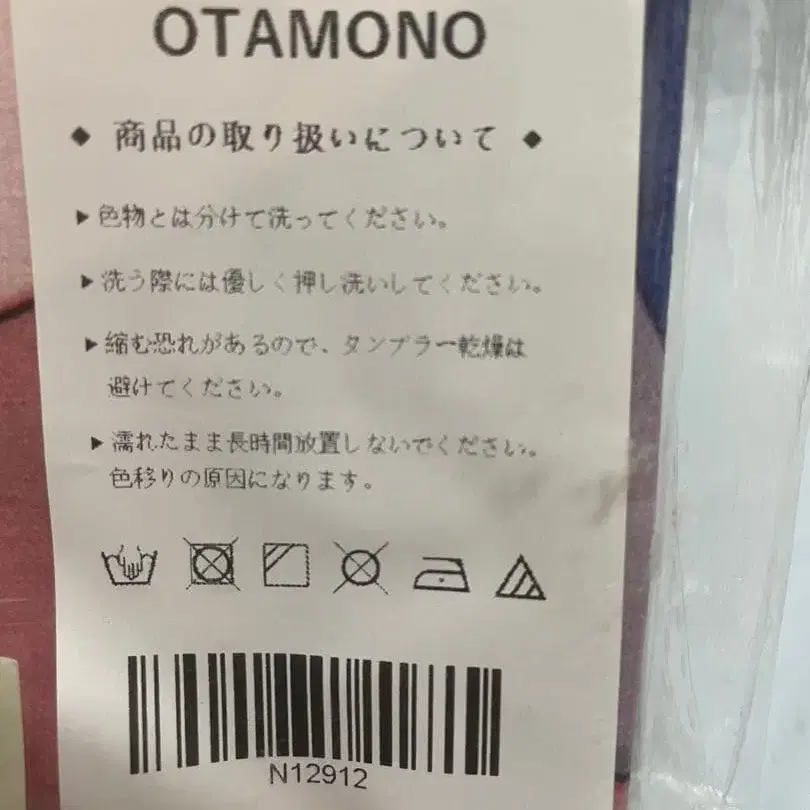 OTAMONO
◆ 商品の取り扱いについて ◆
▶色物とは分けて洗ってください。
▶洗う際には優しく押し洗いしてください。
▶縮む恐れがあるので、タンブラー乾燥は
避けてください。
▶濡れたまま長時間放置しないでください。
色移りの原因になります。
N12912